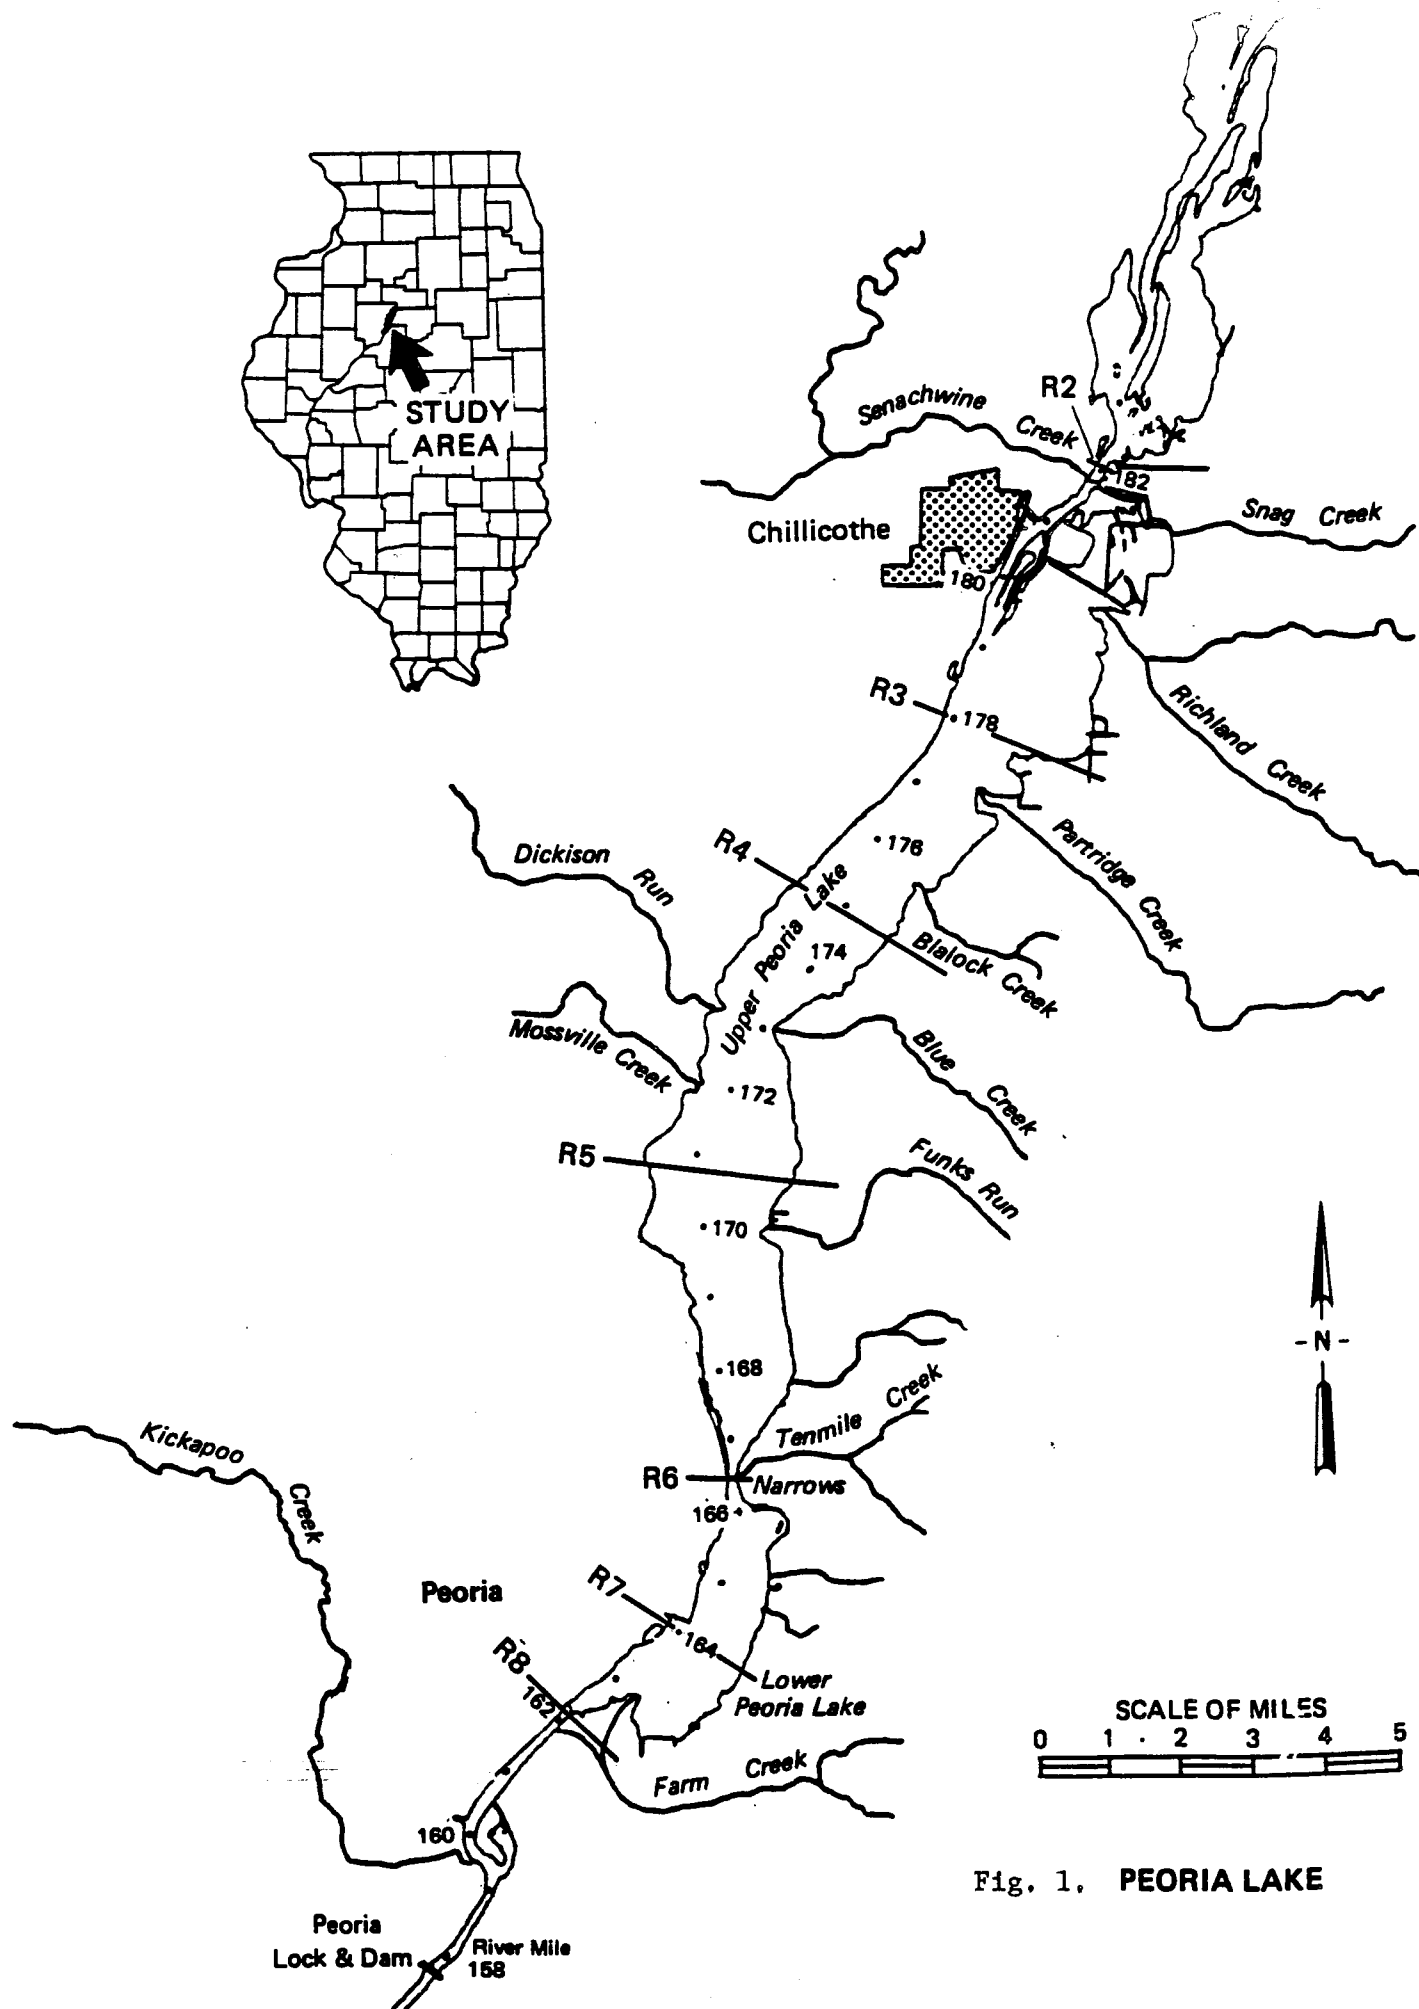 STUDY
AREA
R2
Senachwine
Creek
182
Chillicothe
Snag Creek
180
R3
178
Richland Creek
176
Partridge Creek
Dickison
Run
R4
Upper Peoria Lake
174
Blalock Creek
Mossville Creek
172
Blue Creek
R5
Funks Run
170
- N -
168
Tenmile Creek
Kickapoo
Creek
R6
Narrows
166
Peoria
R7
164
R8
162
Lower
Peoria Lake
SCALE OF MILES
0 1 2 3 4 5
Farm Creek
160
Fig. 1. PEORIA LAKE
Peoria
Lock & Dam
River Mile
158